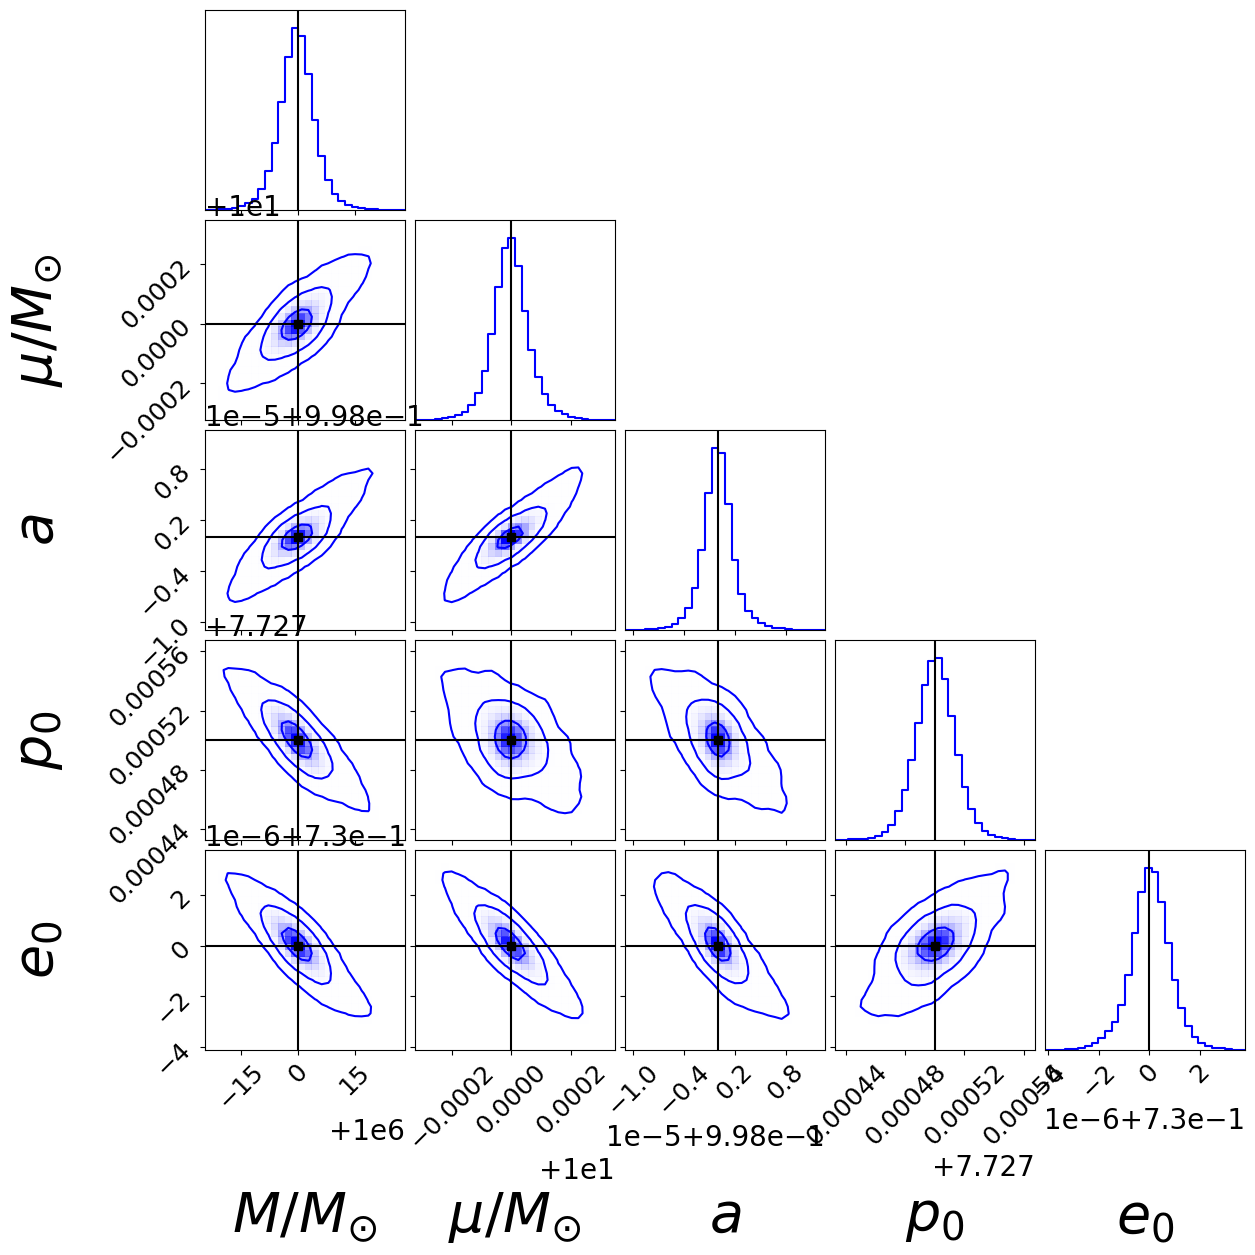 +1e1
μ/M⊙
0.0002
0.0000
−0.0002
1e−5+9.98e−1
a
0.8
0.2
−0.4
−1.0
+7.727
p0
0.00056
0.00052
0.00048
0.00044
1e−6+7.3e−1
e0
2
0
−2
−4
−15 0 15
+1e6
−0.0002 0.0000 0.0002
+1e1
−1.0 −0.4 0.2 0.8
1e−5+9.98e−1
0.00044 0.00048 0.00052 0.00056
+7.727
−2 0 2
1e−6+7.3e−1
M/M⊙ μ/M⊙ a p0 e0